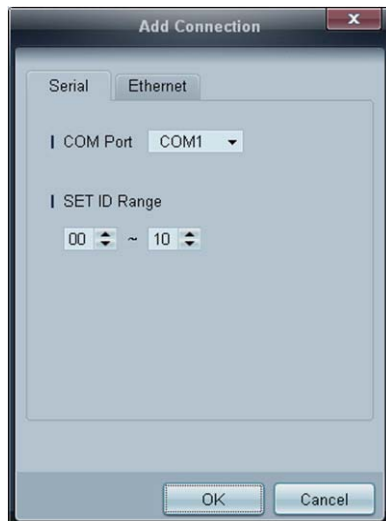 Add Connection
Serial Ethernet
COM Port COM1
SET ID Range
00 ~ 10
OK Cancel